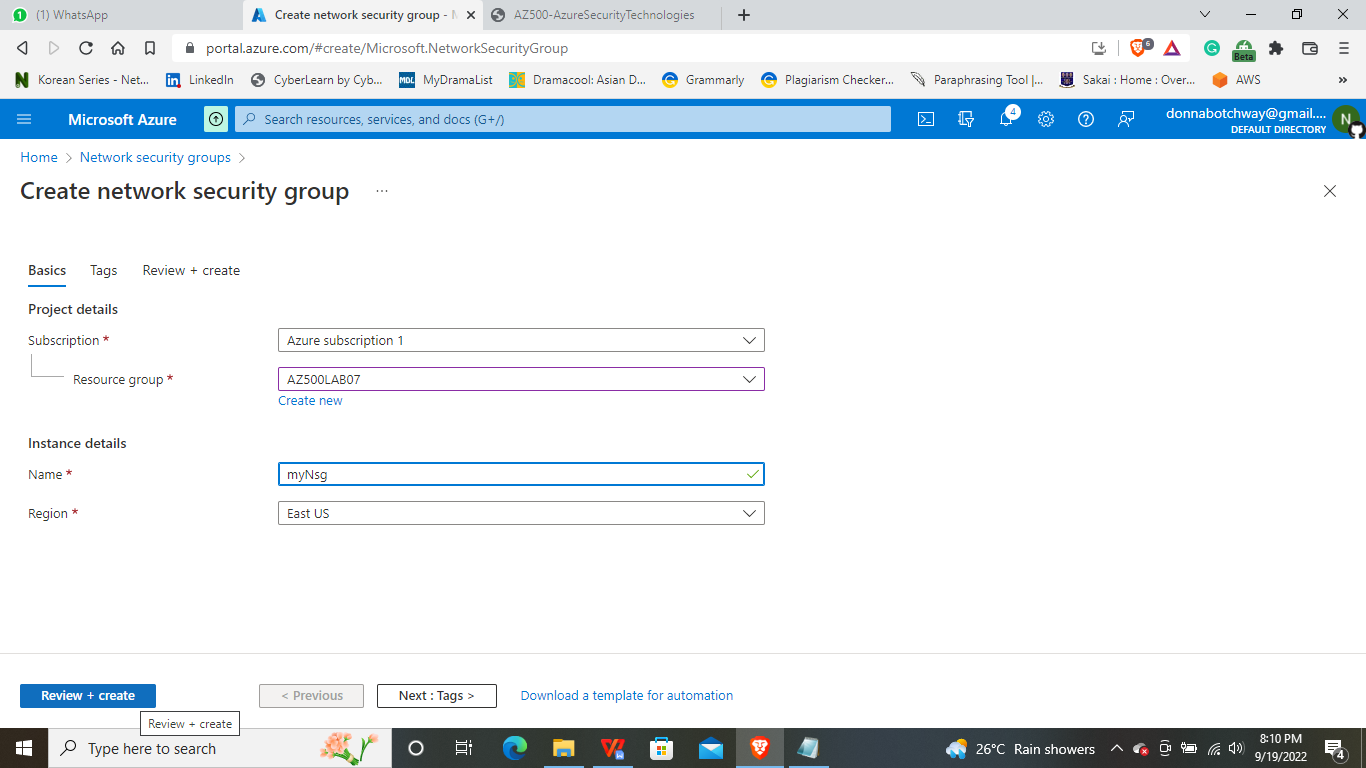 (1) WhatsApp
Create network security group - M
AZ500-AzureSecurityTechnologies
portal.azure.com/#create/Microsoft.NetworkSecurityGroup
6
Beta
Korean Series - Net...
LinkedIn
CyberLearn by Cyb...
MDL MyDramaList
Dramacool: Asian D...
Grammarly
Plagiarism Checker...
Paraphrasing Tool |...
Sakai : Home : Over...
AWS
Microsoft Azure
Search resources, services, and docs (G+/)
4
donnabotchway@gmail....
DEFAULT DIRECTORY
N
Home > Network security groups >
Create network security group ...
Basics Tags Review + create
Project details
Subscription * Azure subscription 1
Resource group * AZ500LAB07
Create new
Instance details
Name * myNsg
Region * East US
Review + create < Previous Next : Tags > Download a template for automation
Review + create
Type here to search
26°C Rain showers
8:10 PM
9/19/2022
4